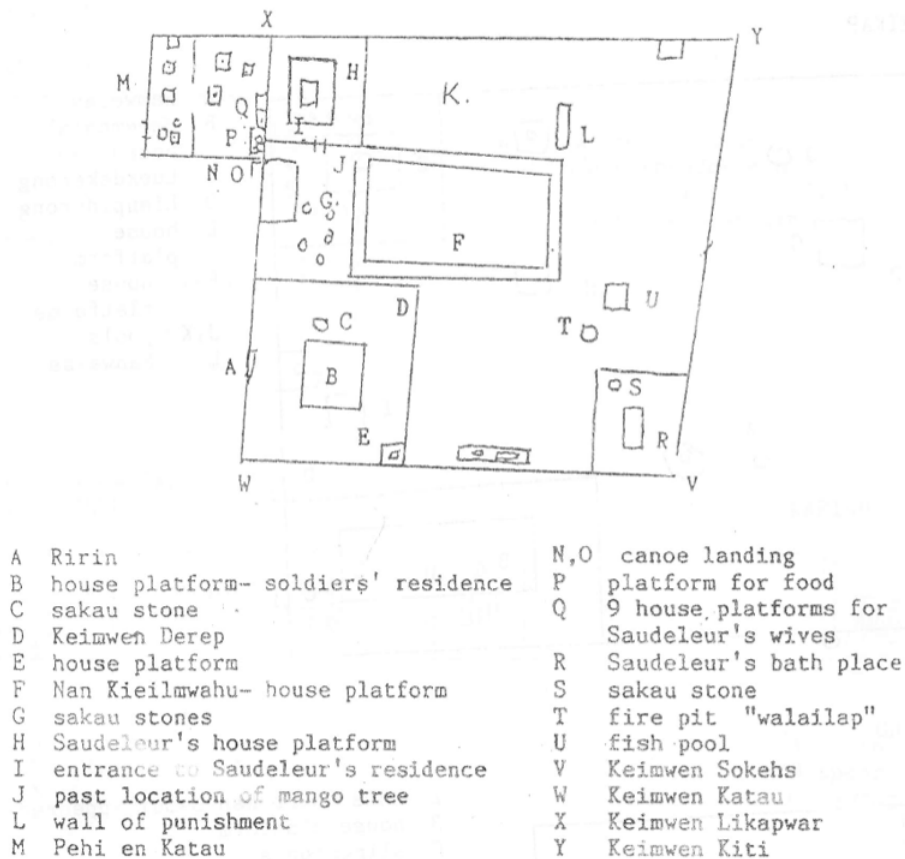 X
Y
M
H
K.
Q
I
L
P
J
N O
G
F
D
U
C
T
A
B
S
E
R
W
V
A Ririn
B house platform- soldiers' residence
C sakau stone
D Keimwen Derep
E house platform
F Nan Kieilmwahu- house platform
G sakau stones
H Saudeleur's house platform
I entrance to Saudeleur's residence
J past location of mango tree
L wall of punishment
M Pehi en Katau
N,O canoe landing
P platform for food
Q 9 house platforms for
Saudeleur's wives
R Saudeleur's bath place
S sakau stone
T fire pit "walailap"
U fish pool
V Keimwen Sokehs
W Keimwen Katau
X Keimwen Likapwar
Y Keimwen Kiti